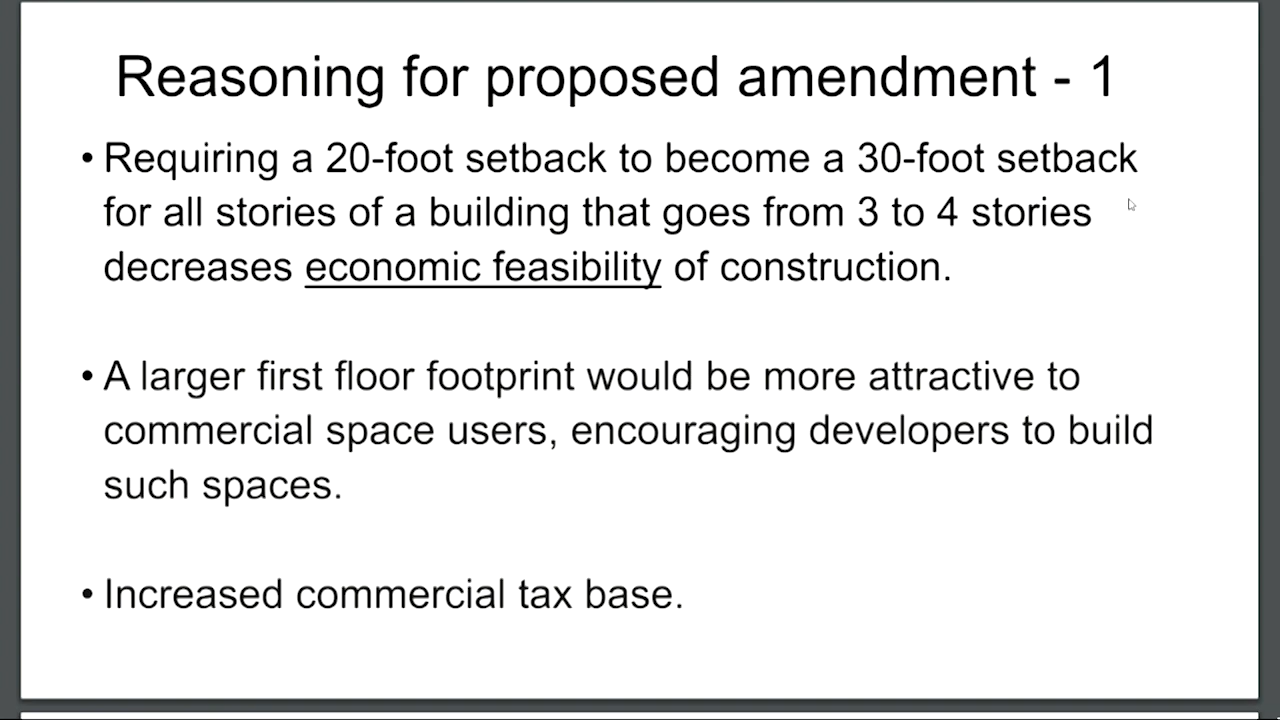 Reasoning for proposed amendment - 1
• Requiring a 20-foot setback to become a 30-foot setback
for all stories of a building that goes from 3 to 4 stories
decreases economic feasibility of construction.
• A larger first floor footprint would be more attractive to
commercial space users, encouraging developers to build
such spaces.
• Increased commercial tax base.